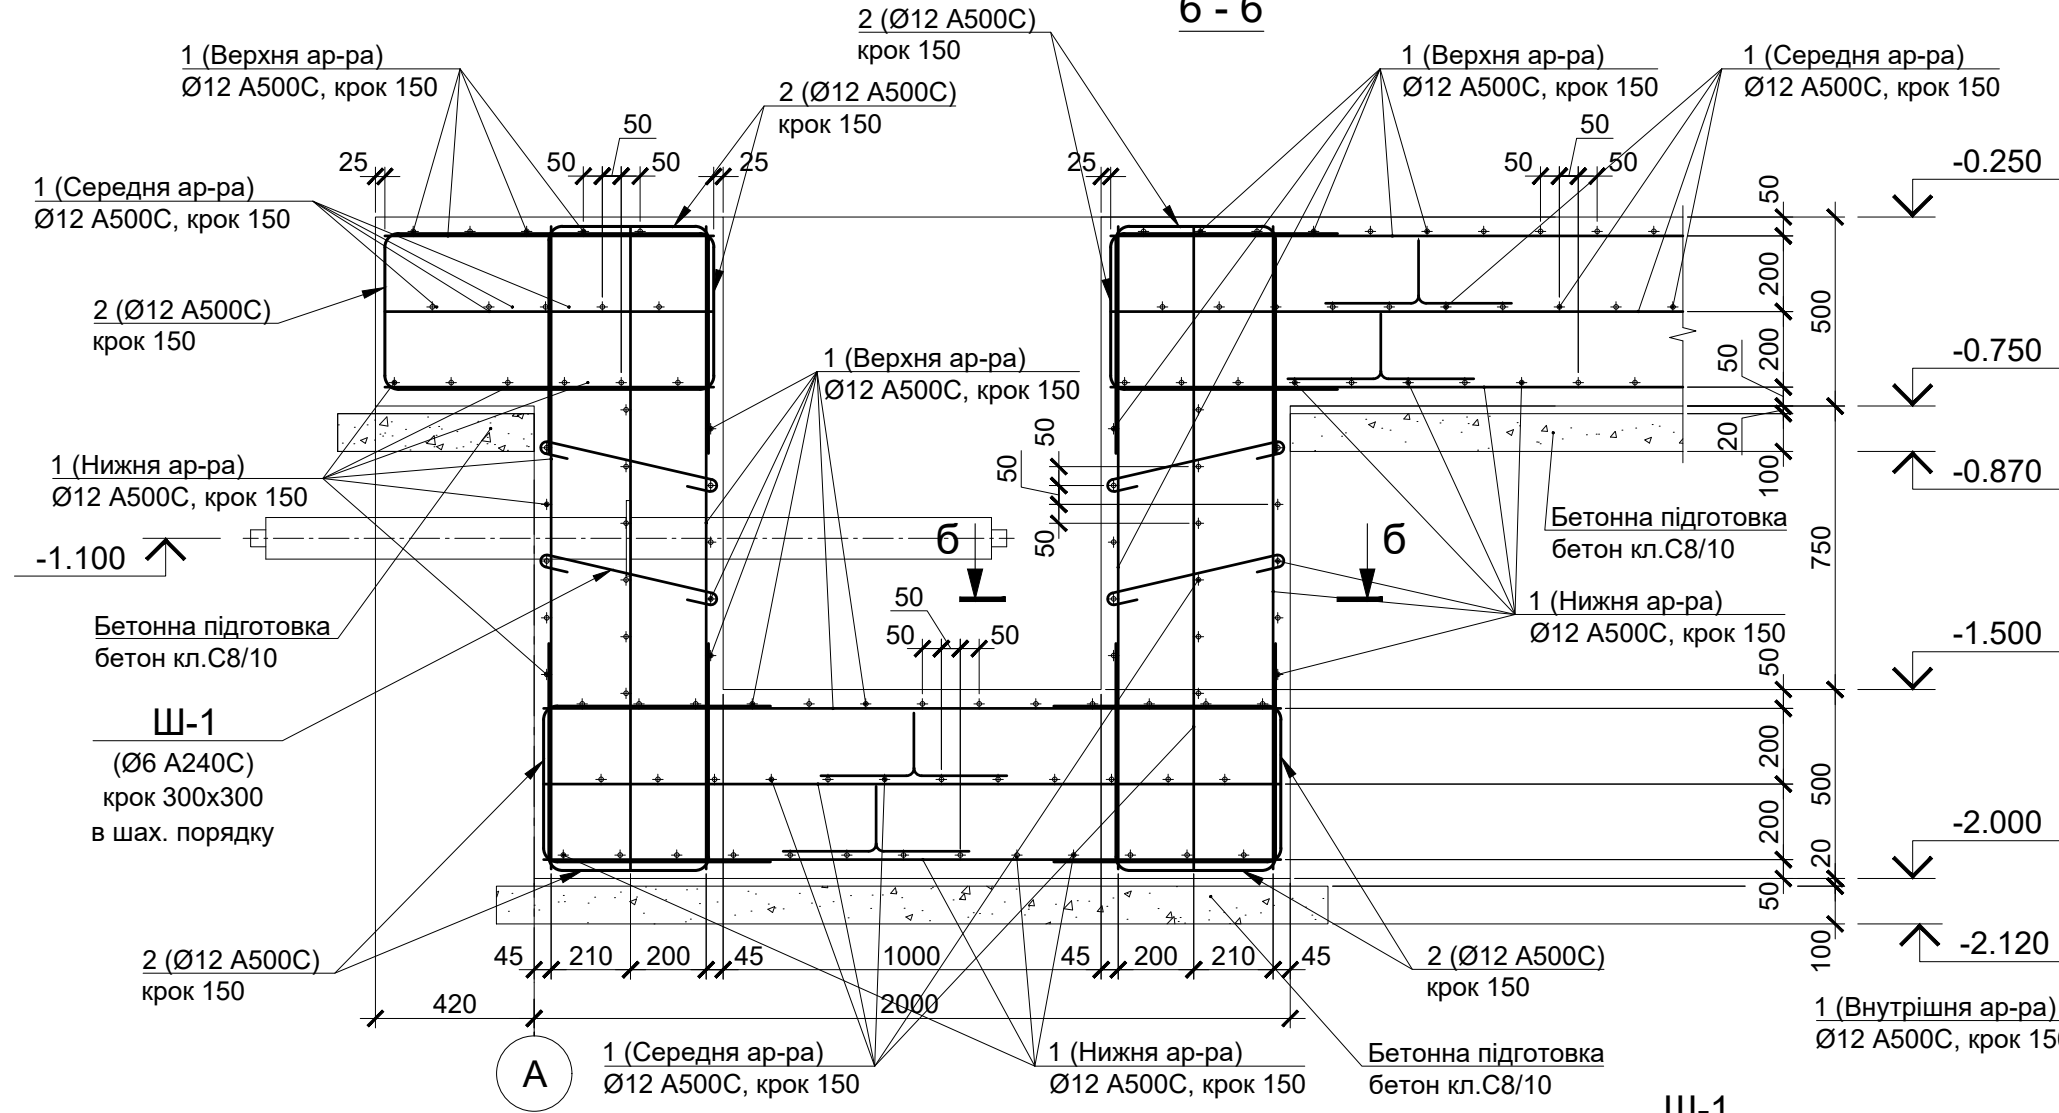 б - б
2 (Ø12 А500С)
крок 150
1 (Верхня ар-ра)
Ø12 А500С, крок 150
2 (Ø12 А500С)
крок 150
1 (Верхня ар-ра)
Ø12 А500С, крок 150
1 (Середня ар-ра)
Ø12 А500С, крок 150
50
25
50
50
25
25
50
50
50
-0.250
1 (Середня ар-ра)
Ø12 А500С, крок 150
50
200
500
200
50
20
100
2 (Ø12 А500С)
крок 150
-0.750
1 (Верхня ар-ра)
Ø12 А500С, крок 150
50
50
50
1 (Нижня ар-ра)
Ø12 А500С, крок 150
-0.870
Бетонна підготовка
бетон кл.С8/10
-1.100
б
б
750
50
50
50
1 (Нижня ар-ра)
Ø12 А500С, крок 150
Бетонна підготовка
бетон кл.С8/10
-1.500
50
200
500
200
20
50
100
Ш-1
(Ø6 А240С)
крок 300х300
в шах. порядку
-2.000
2 (Ø12 А500С)
крок 150
45
210
200
45
1000
45
200
210
45
2 (Ø12 А500С)
крок 150
-2.120
420
2000
1 (Внутрішня ар-ра)
Ø12 А500С, крок 150
А
1 (Середня ар-ра)
Ø12 А500С, крок 150
1 (Нижня ар-ра)
Ø12 А500С, крок 150
Бетонна підготовка
бетон кл.С8/10
Ш-1